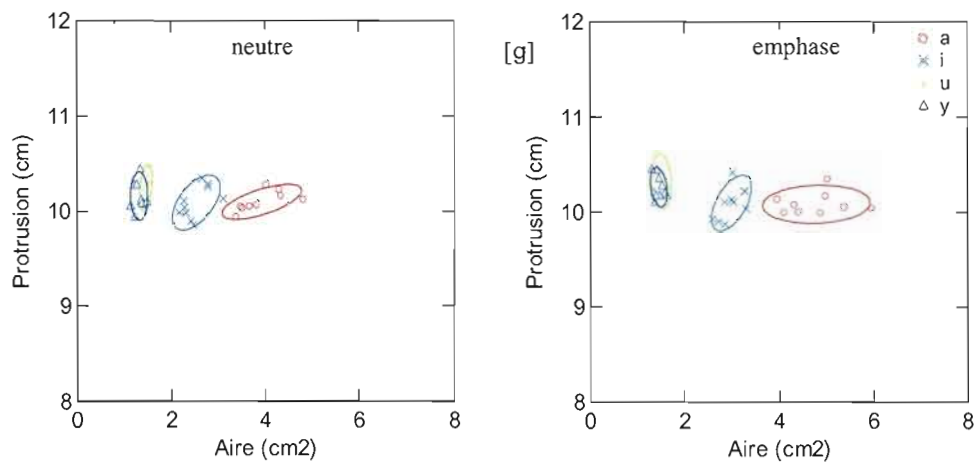 neutre
[g]
emphase
a
i
u
y
12
11
10
9
8
Protrusion (cm)
0
2
4
6
8
Aire (cm2)
12
11
10
9
8
Protrusion (cm)
0
2
4
6
8
Aire (cm2)